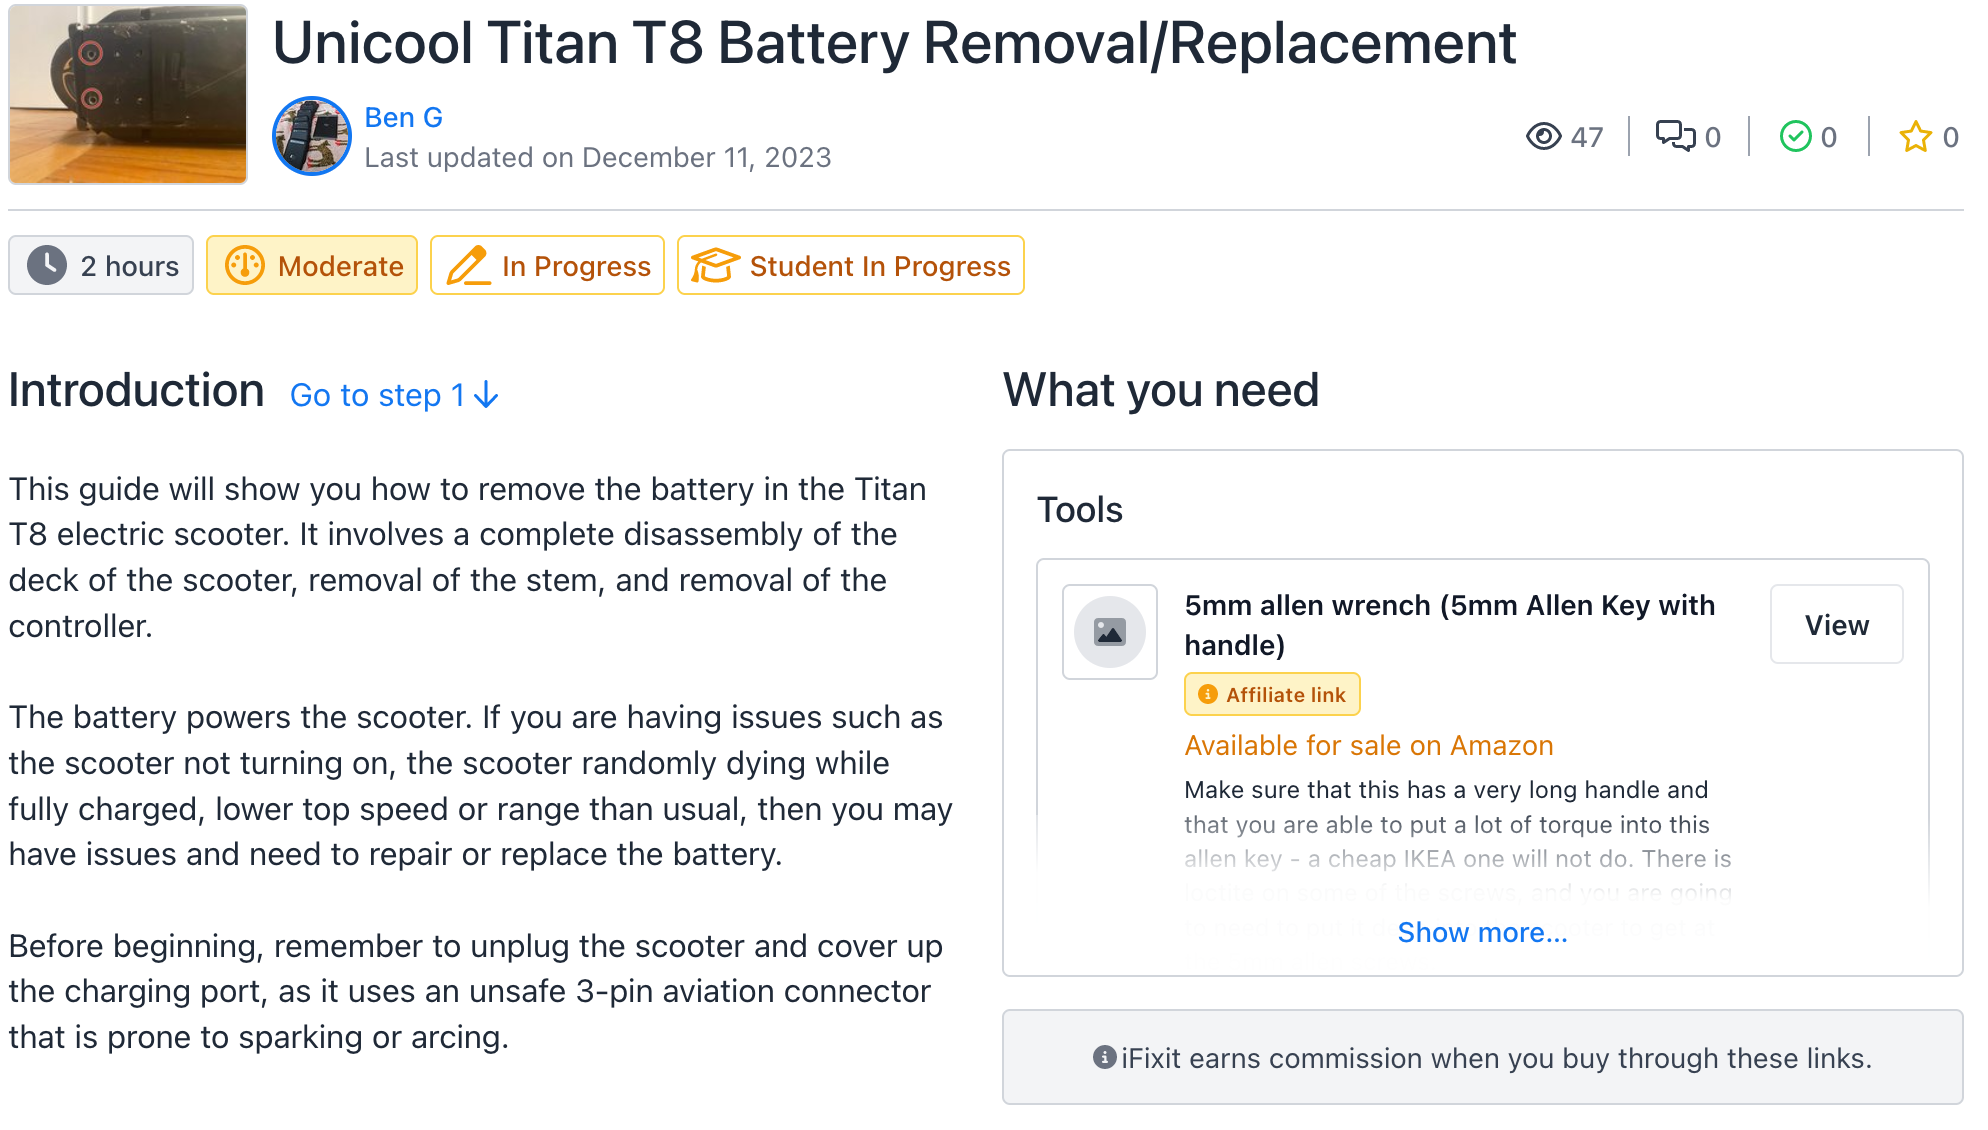 Unicool Titan T8 Battery Removal/Replacement
Ben G
Last updated on December 11, 2023
47
0
0
0
2 hours
Moderate
In Progress
Student In Progress
Introduction
Go to step 1
This guide will show you how to remove the battery in the Titan
T8 electric scooter. It involves a complete disassembly of the
deck of the scooter, removal of the stem, and removal of the
controller.
The battery powers the scooter. If you are having issues such as
the scooter not turning on, the scooter randomly dying while
fully charged, lower top speed or range than usual, then you may
have issues and need to repair or replace the battery.
Before beginning, remember to unplug the scooter and cover up
the charging port, as it uses an unsafe 3-pin aviation connector
that is prone to sparking or arcing.
What you need
Tools
5mm allen wrench (5mm Allen Key with
handle)
View
Affiliate link
Available for sale on Amazon
Make sure that this has a very long handle and
that you are able to put a lot of torque into this
allen key - a cheap IKEA one will not do. There is
locite on some of the screws, and you are going
Show more...
iFixit earns commission when you buy through these links.